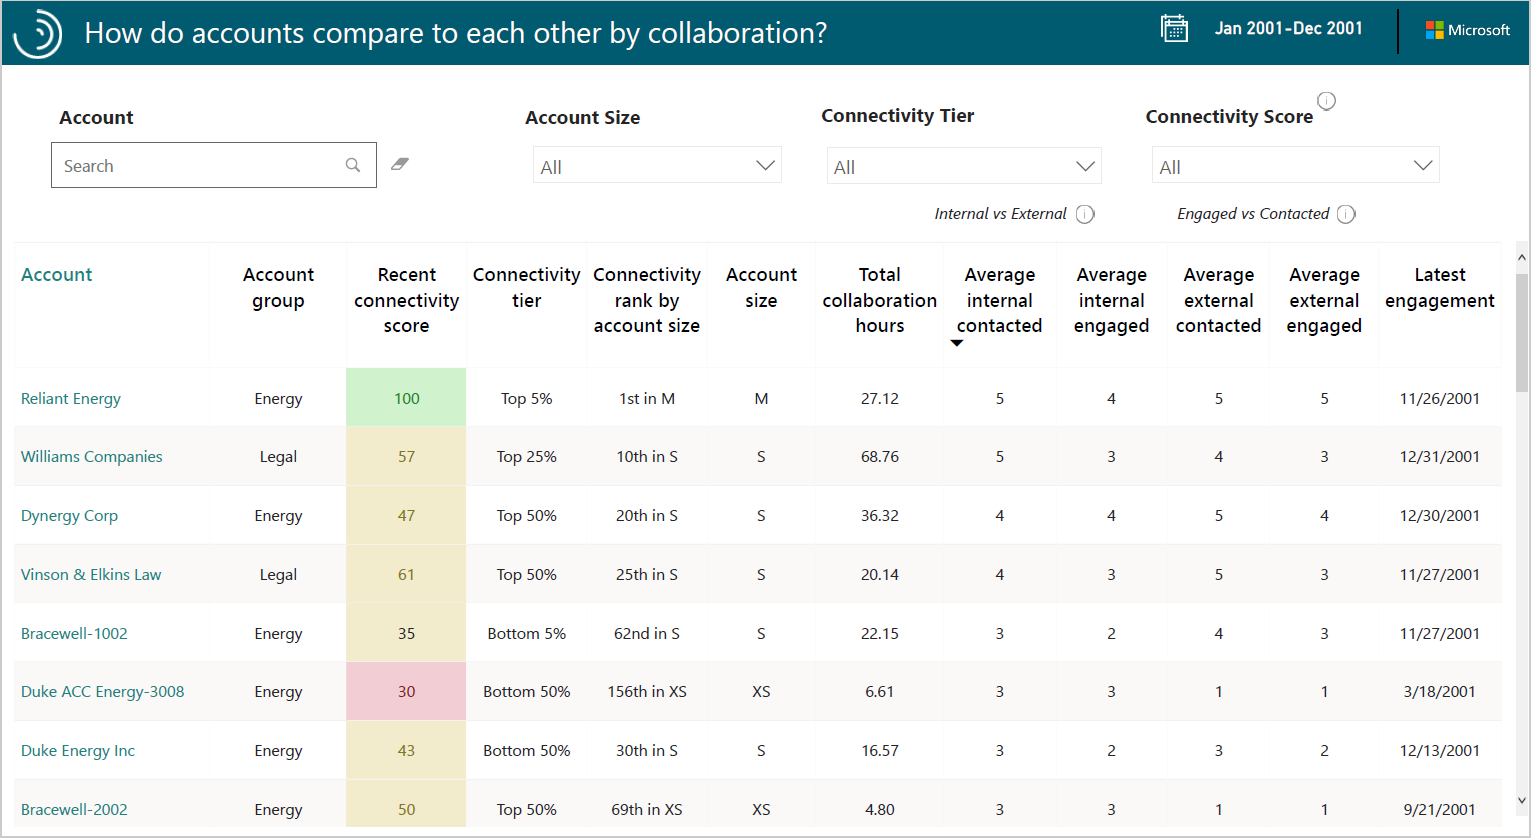 How do accounts compare to each other by collaboration?
Jan 2001-Dec 2001
Microsoft
Account
Account Size
Connectivity Tier
Connectivity Score
Search
All
All
All
Internal vs External
Engaged vs Contacted
Account
Account group
Recent connectivity score
Connectivity tier
Connectivity rank by account size
Account size
Total collaboration hours
Average internal contacted
Average internal engaged
Average external contacted
Average external engaged
Latest engagement
Reliant Energy Energy 100 Top 5% 1st in M M 27.12 5 4 5 5 11/26/2001
Williams Companies Legal 57 Top 25% 10th in S S 68.76 5 3 4 3 12/31/2001
Dynergy Corp Energy 47 Top 50% 20th in S S 36.32 4 4 5 4 12/30/2001
Vinson & Elkins Law Legal 61 Top 50% 25th in S S 20.14 4 3 5 3 11/27/2001
Bracewell-1002 Energy 35 Bottom 5% 62nd in S S 22.15 3 2 4 3 11/27/2001
Duke ACC Energy-3008 Energy 30 Bottom 50% 156th in XS XS 6.61 3 3 1 1 3/18/2001
Duke Energy Inc Energy 43 Bottom 50% 30th in S S 16.57 3 2 3 2 12/13/2001
Bracewell-2002 Energy 50 Top 50% 69th in XS XS 4.80 3 3 1 1 9/21/2001